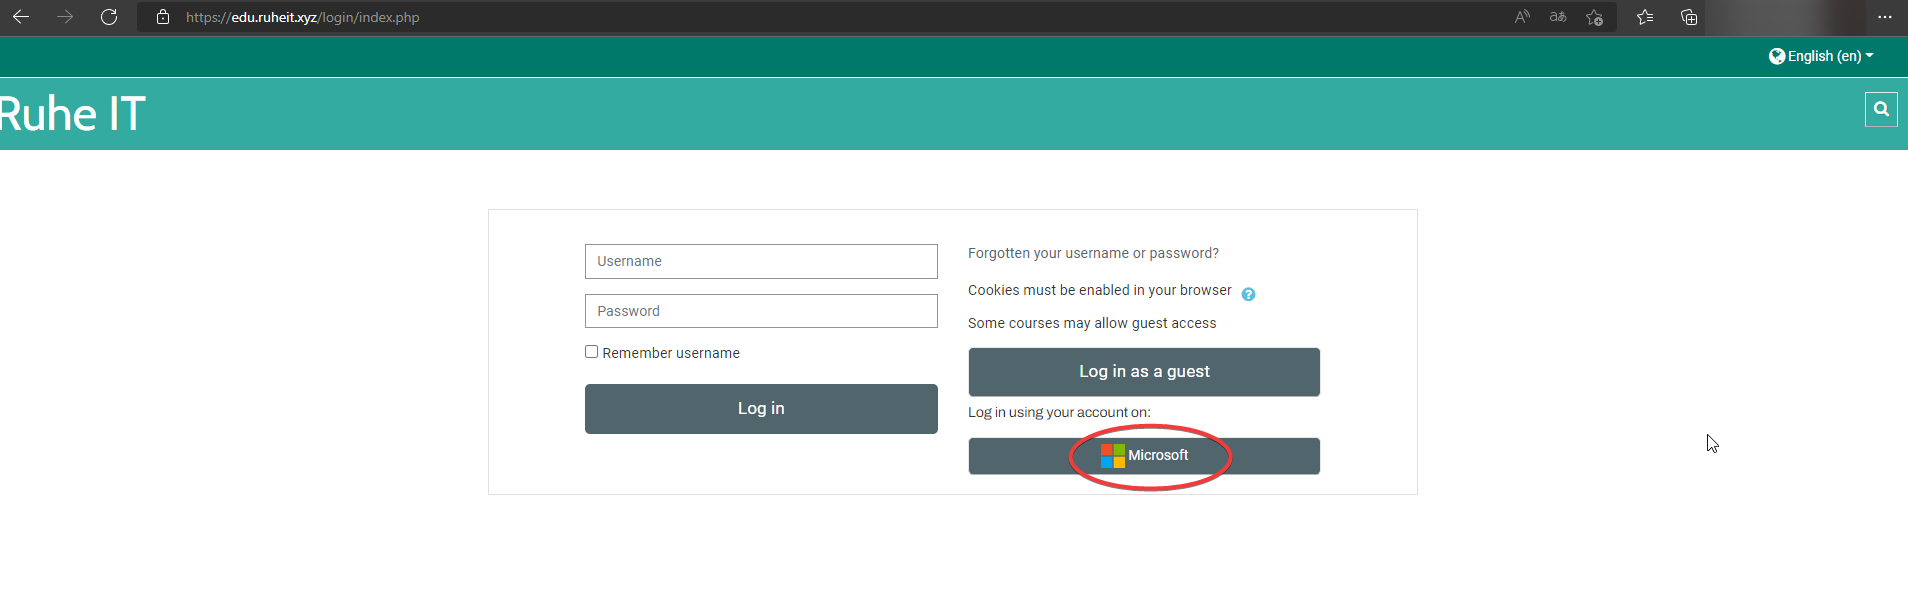 https://edu.ruheit.xyz/login/index.php
English (en)
Ruhe IT
Username
Password
Remember username
Log in
Forgotten your username or password?
Cookies must be enabled in your browser
Some courses may allow guest access
Log in as a guest
Log in using your account on:
Microsoft